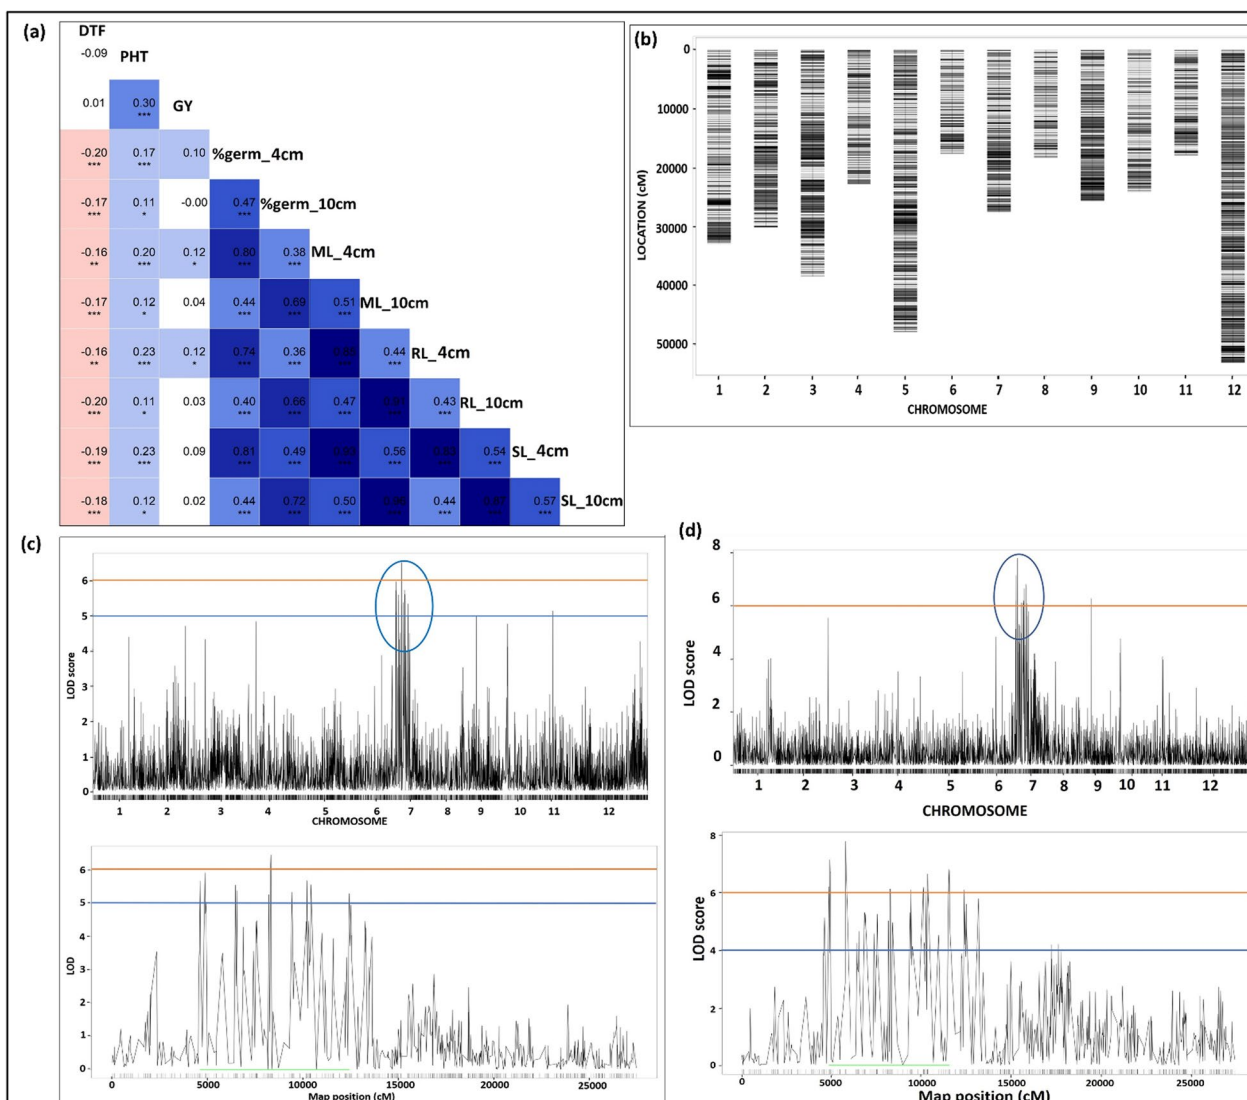 (a)
DTF
-0.09 PHT
0.01 0.30 *** GY
-0.20 *** 0.17 *** 0.10 %germ_4cm
-0.17 *** 0.11 * -0.00 0.47 *** %germ_10cm
-0.16 ** 0.20 *** 0.12 * 0.80 *** 0.38 *** ML_4cm
-0.17 *** 0.12 * 0.04 0.44 *** 0.69 *** 0.51 *** ML_10cm
-0.16 ** 0.23 *** 0.12 * 0.74 *** 0.36 *** *** 0.44 *** RL_4cm
-0.20 *** 0.11 * 0.03 0.40 *** 0.66 *** 0.47 *** *** 0.43 *** RL_10cm
-0.19 *** 0.23 *** 0.09 0.81 *** 0.49 *** *** 0.56 *** *** 0.54 *** SL_4cm
-0.18 *** 0.12 * 0.02 0.44 *** 0.72 *** 0.50 *** *** 0.44 *** *** 0.57 *** SL_10cm
(b)
0
10000
20000
30000
40000
50000
LOCATION (cM)
1 2 3 4 5 6 7 8 9 10 11 12
CHROMOSOME
(c)
6
5
4
3
2
1
0
LOD score
1 2 3 4 5 6 7 8 9 10 11 12
CHROMOSOME
6
5
4
3
2
1
0
LOD
0 5000 10000 15000 20000 25000
Map position (cM)
(d)
8
6
4
2
0
LOD score
1 2 3 4 5 6 7 8 9 10 11 12
CHROMOSOME
8
6
4
2
0
LOD score
0 5000 10000 15000 20000 25000
Map position (cM)